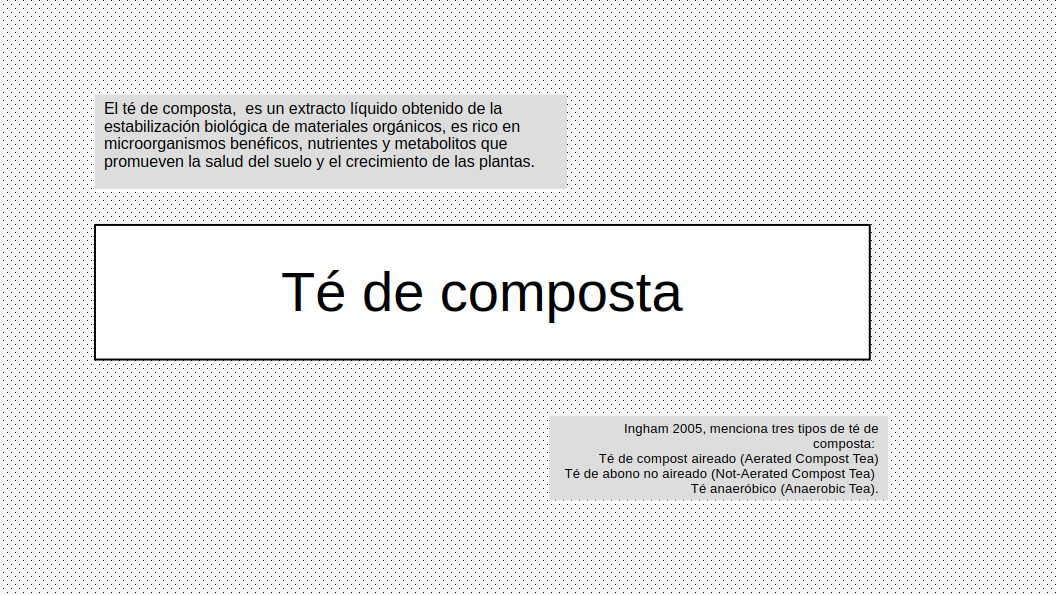 El té de composta,  es un extracto líquido obtenido de la
estabilización biológica de materiales orgánicos, es rico en
microorganismos benéficos, nutrientes y metabolitos que
promueven la salud del suelo y el crecimiento de las plantas.
Té de composta
Ingham 2005, menciona tres tipos de té de
composta:
Té de compost aireado (Aerated Compost Tea)
Té de abono no aireado (Not-Aerated Compost Tea)
Té anaeróbico (Anaerobic Tea).